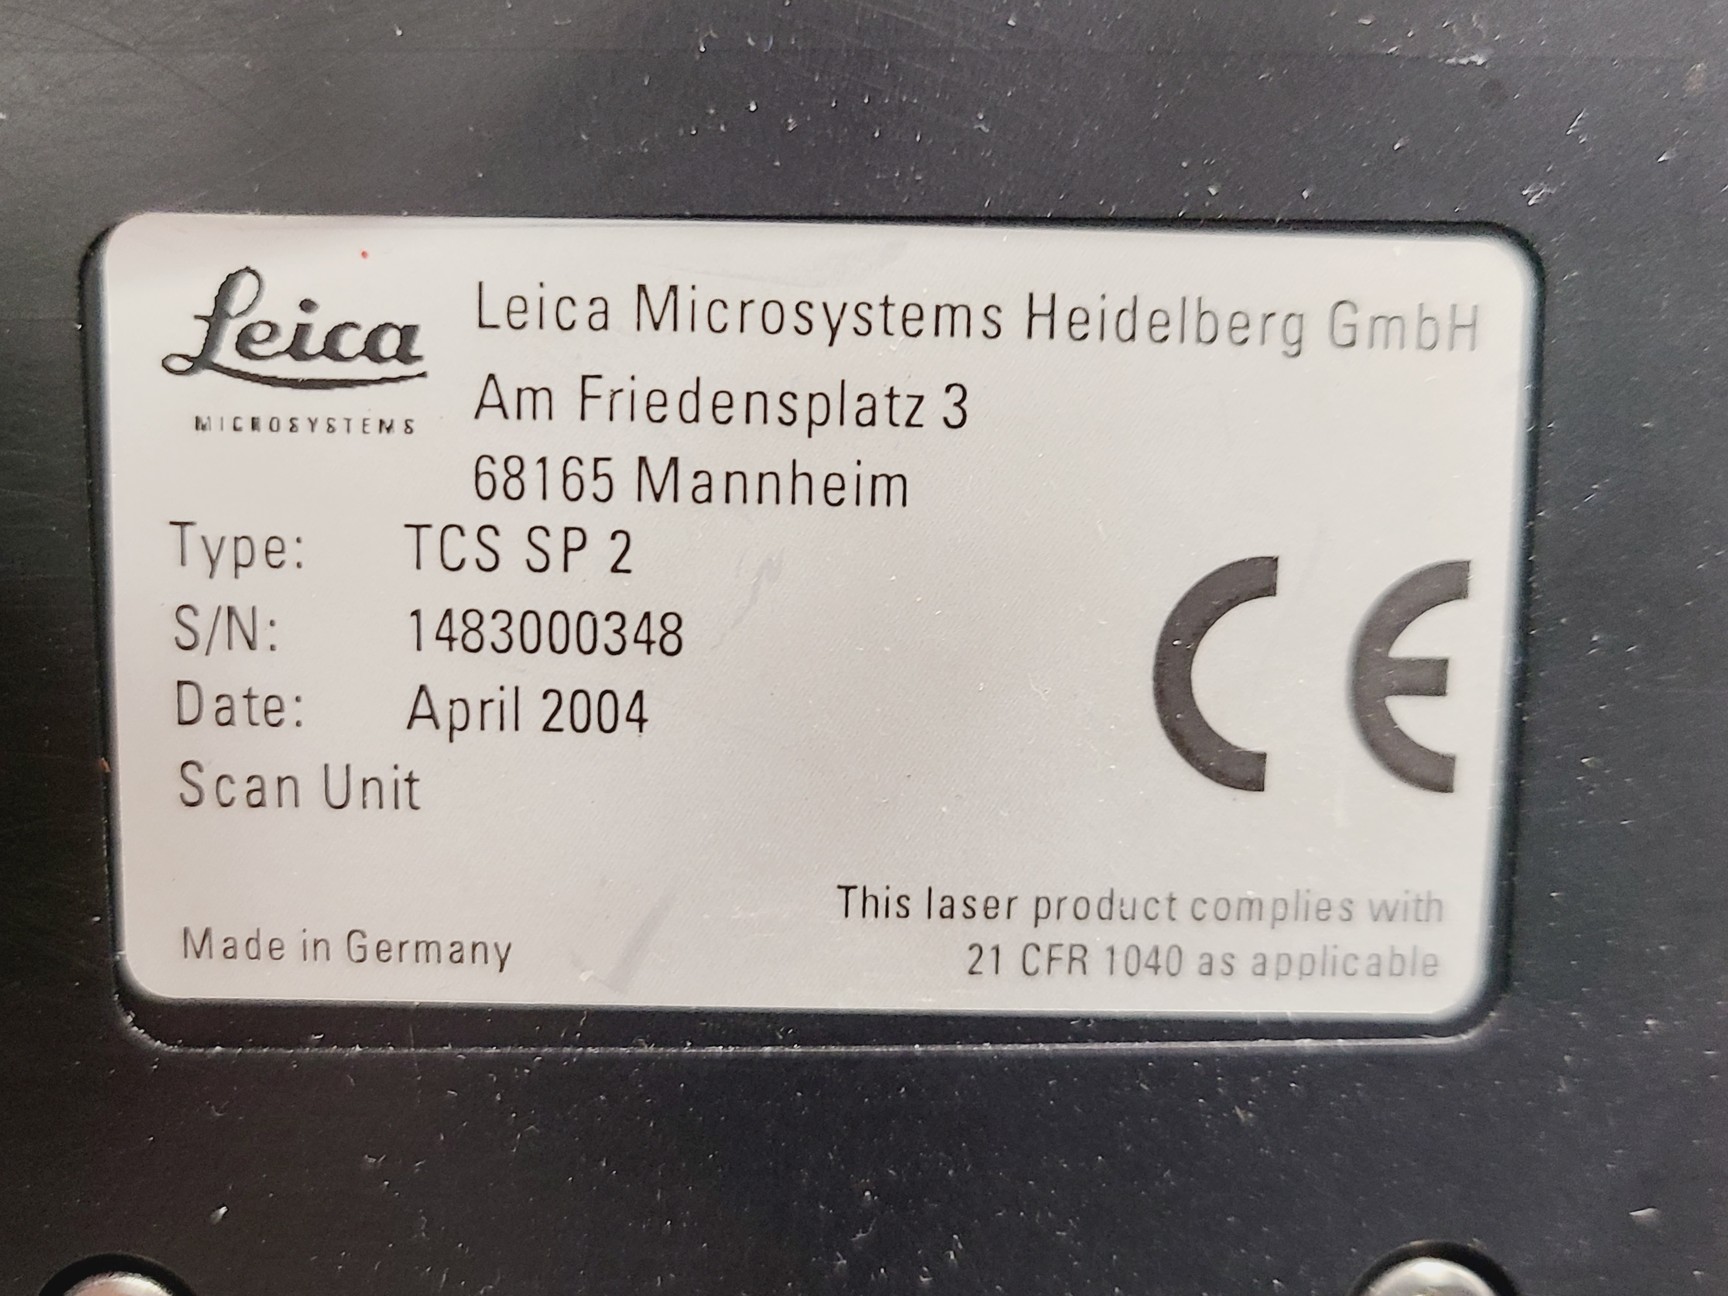 Leica
MICROSYSTEMS
Leica Microsystems Heidelberg GmbH
Am Friedensplatz 3
68165 Mannheim
Type: TCS SP 2
S/N: 1483000348
Date: April 2004
Scan Unit
CE
Made in Germany
This laser product complies with
21 CFR 1040 as applicable